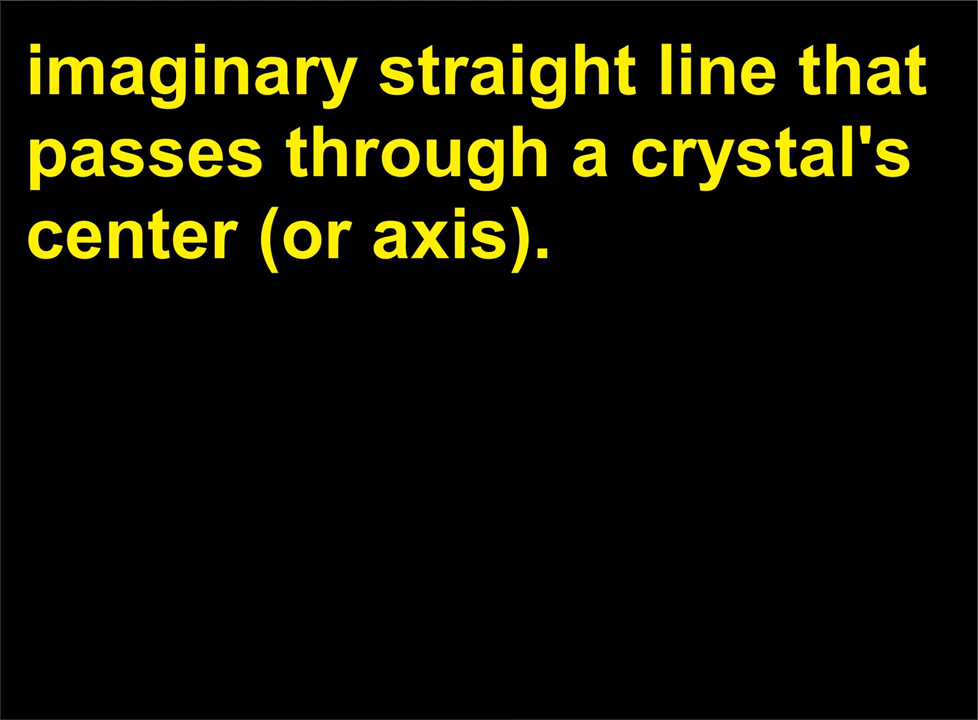 imaginary straight line that
passes through a crystal's
center (or axis).